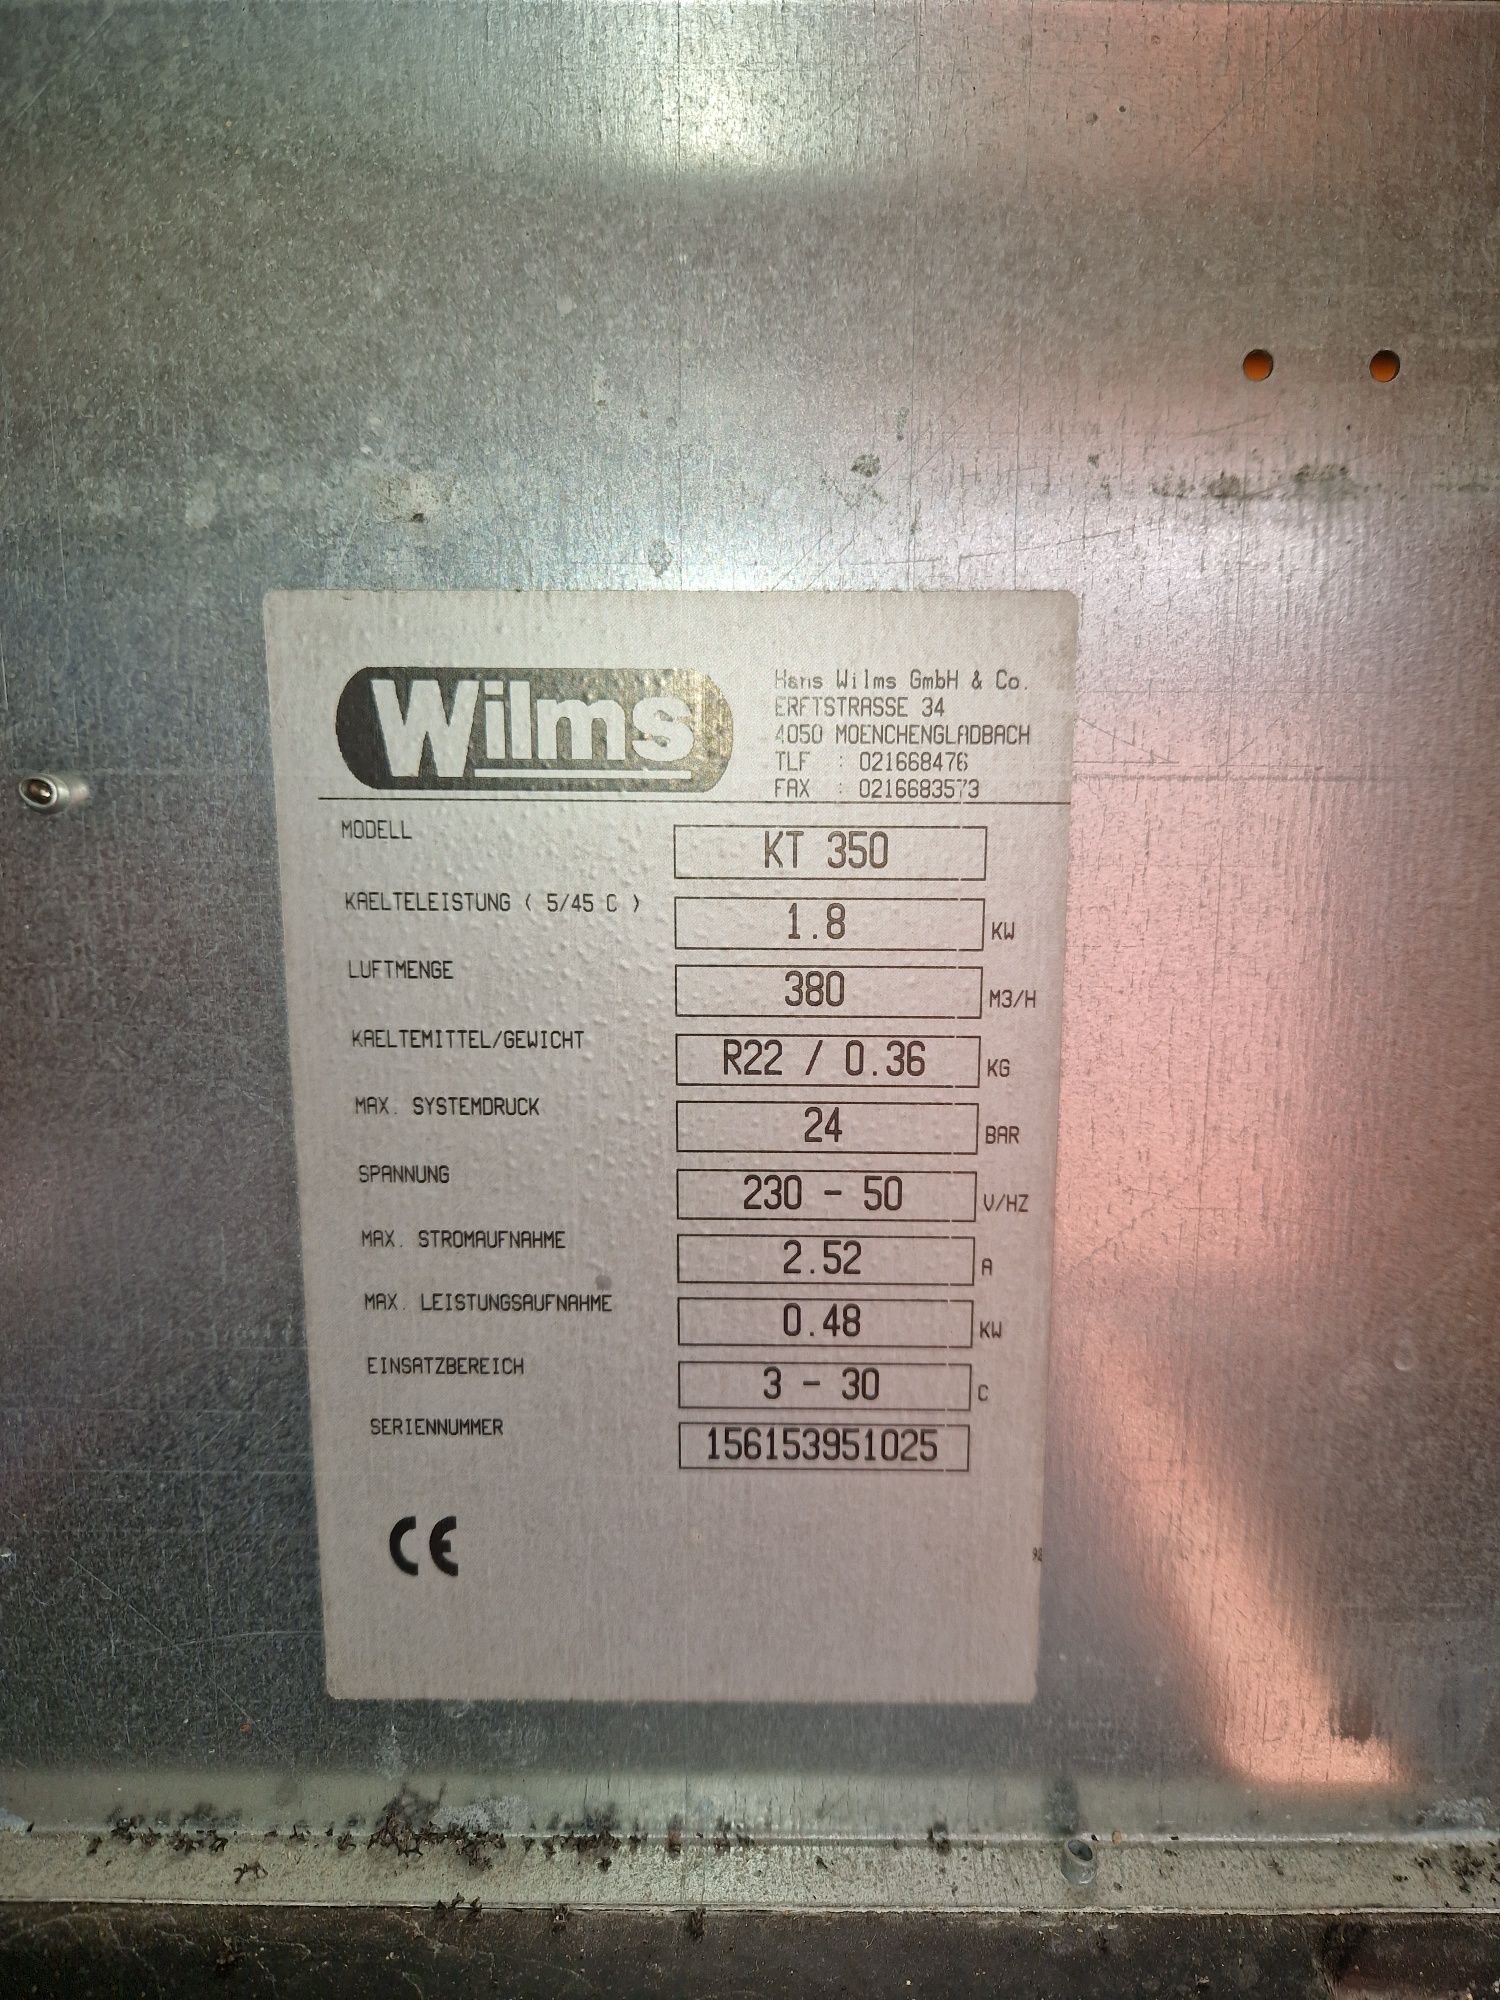 Wilms
Hans Wilms GmbH & Co.
ERFTSTRASSE 34
4050 MOENCHENGLADBACH
TLF : 021668476
FAX : 0216683573
MODELL KT 350
KAELTELEISTUNG ( 5/45 C ) 1.8 KW
LUFTMENGE 380 M3/H
KAELTEMITTEL/GEWICHT R22 / 0.36 KG
MAX. SYSTEMDRUCK 24 BAR
SPANNUNG 230 - 50 V/HZ
MAX. STROMAUFNAHME 2.52 A
MAX. LEISTUNGSAUFNAHME 0.48 KW
EINSATZBEREICH 3 - 30 C
SERIENNUMMER 156153951025
CE